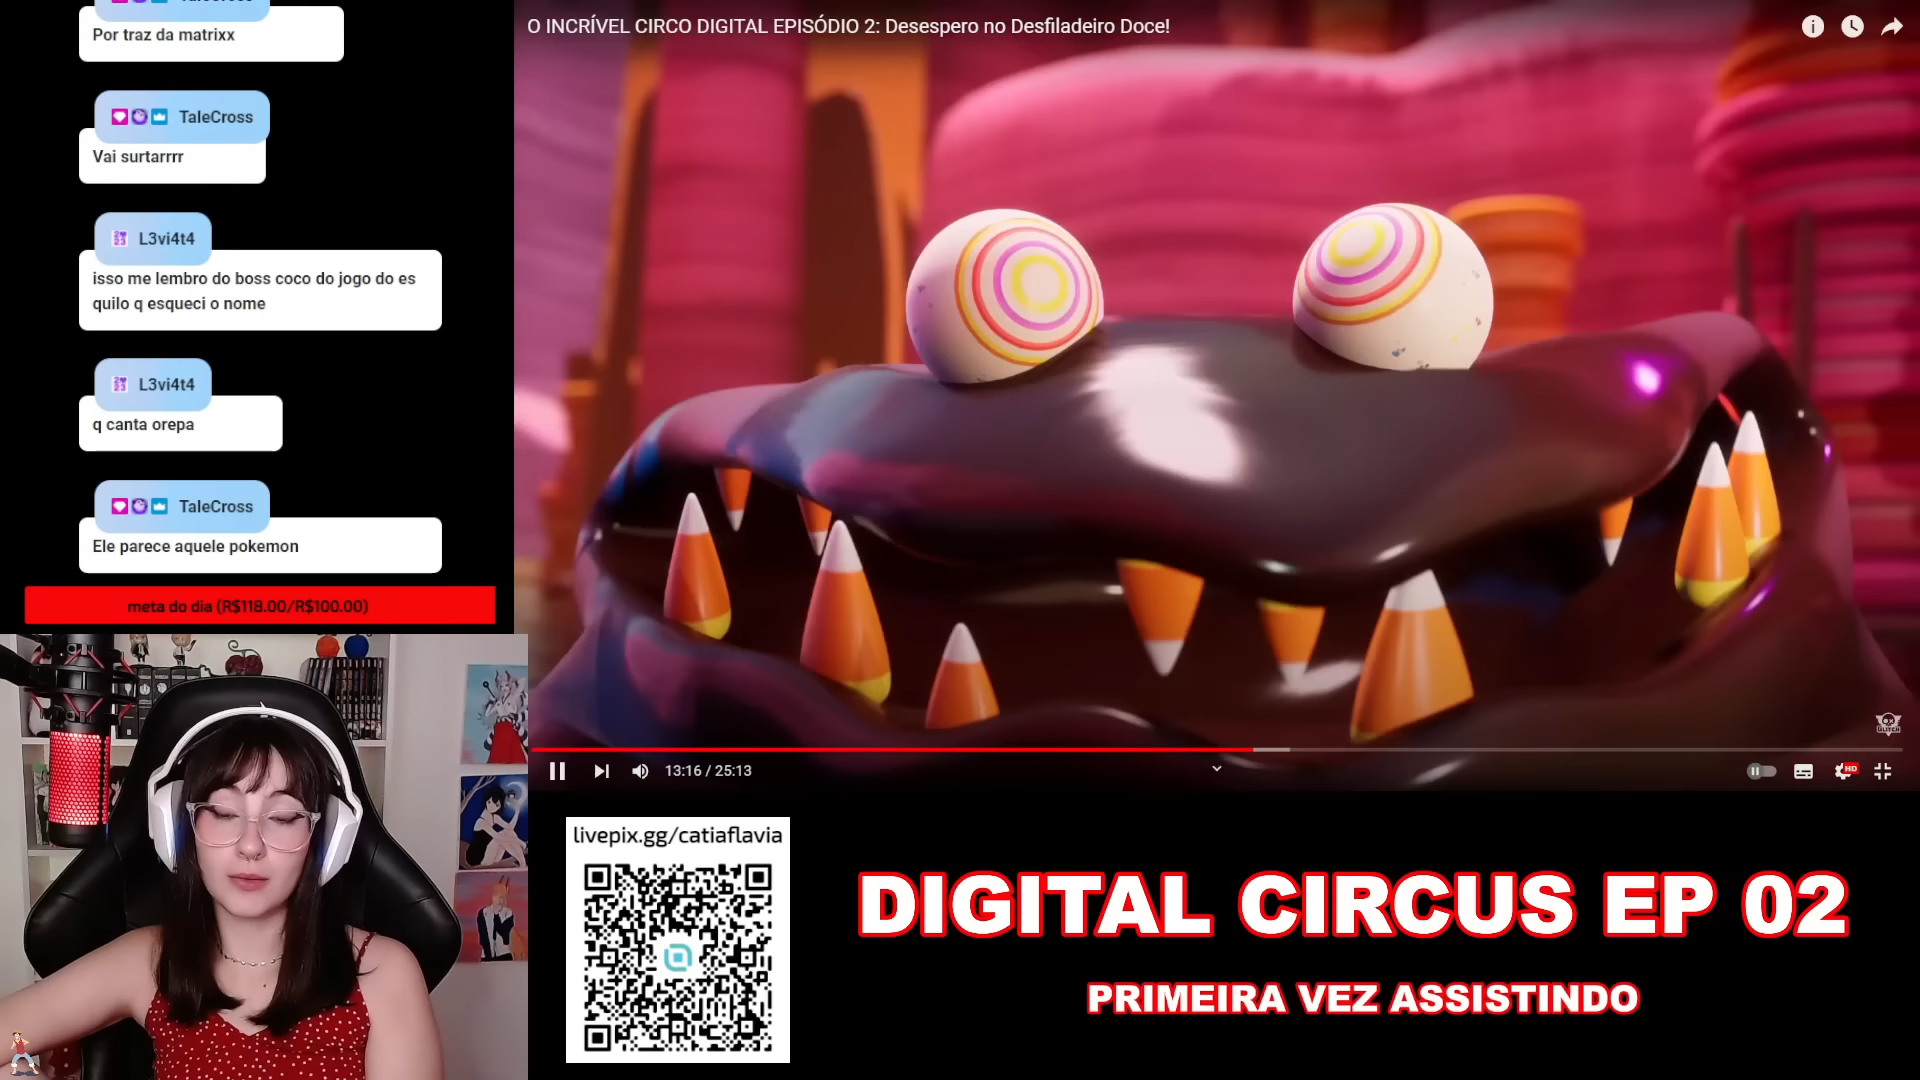 TaleCross
Por traz da matrixx
TaleCross
Vai surtarrrr
L3vi4t4
isso me lembro do boss coco do jogo do es
quilo q esqueci o nome
L3vi4t4
q canta orepa
TaleCross
Ele parece aquele pokemon
meta do dia (R$118.00/R$100.00)
O INCRÍVEL CIRCO DIGITAL EPISÓDIO 2: Desespero no Desfiladeiro Doce!
GLITCH
13:16 / 25:13
HD
livepix.gg/catiaflavia
DIGITAL CIRCUS EP 02
PRIMEIRA VEZ ASSISTINDO